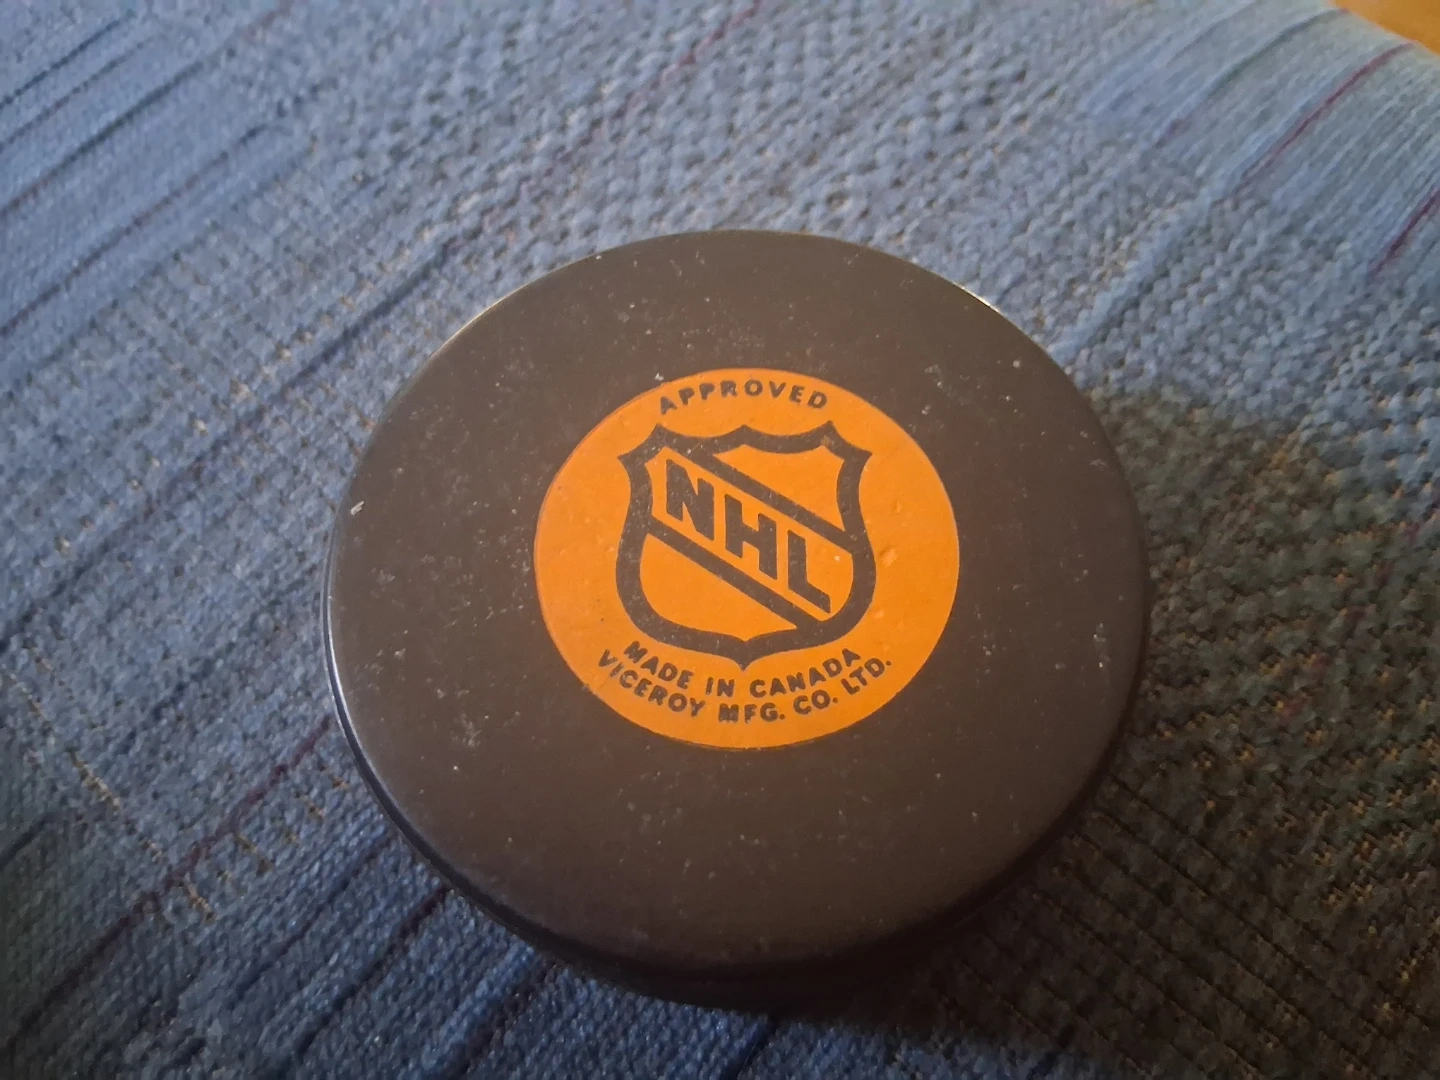 APPROVED
NHL
MADE IN CANADA
VICEROY MFG. CO. LTD.